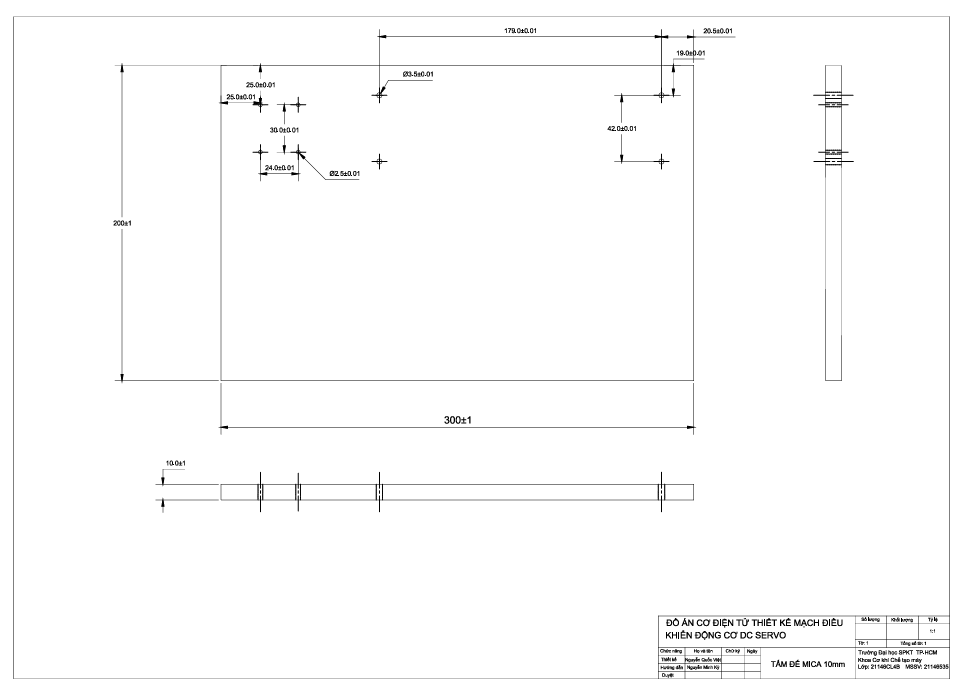 179.0±0.01
20.5±0.01
19.0±0.01
Ø3.5±0.01
25.0±0.01
25.0±0.01
30.0±0.01
42.0±0.01
24.0±0.01
Ø2.5±0.01
200±1
300±1
10.0±1
ĐỒ ÁN CƠ ĐIỆN TỬ THIẾT KẾ MẠCH ĐIỀU
KHIỂN ĐỘNG CƠ DC SERVO
Số lượng Khối lượng Tỷ lệ
1:1
Tờ: 1 Tổng số tờ: 1
Chức năng Họ và tên Chữ ký Ngày
Thiết kế Nguyễn Quốc Việt
Hướng dẫn Nguyễn Minh Kỳ
Duyệt
TẤM ĐẾ MICA 10mm
Trường Đại học SPKT TP-HCM
Khoa Cơ khí Chế tạo máy
Lớp: 21146CL4B MSSV: 21146535